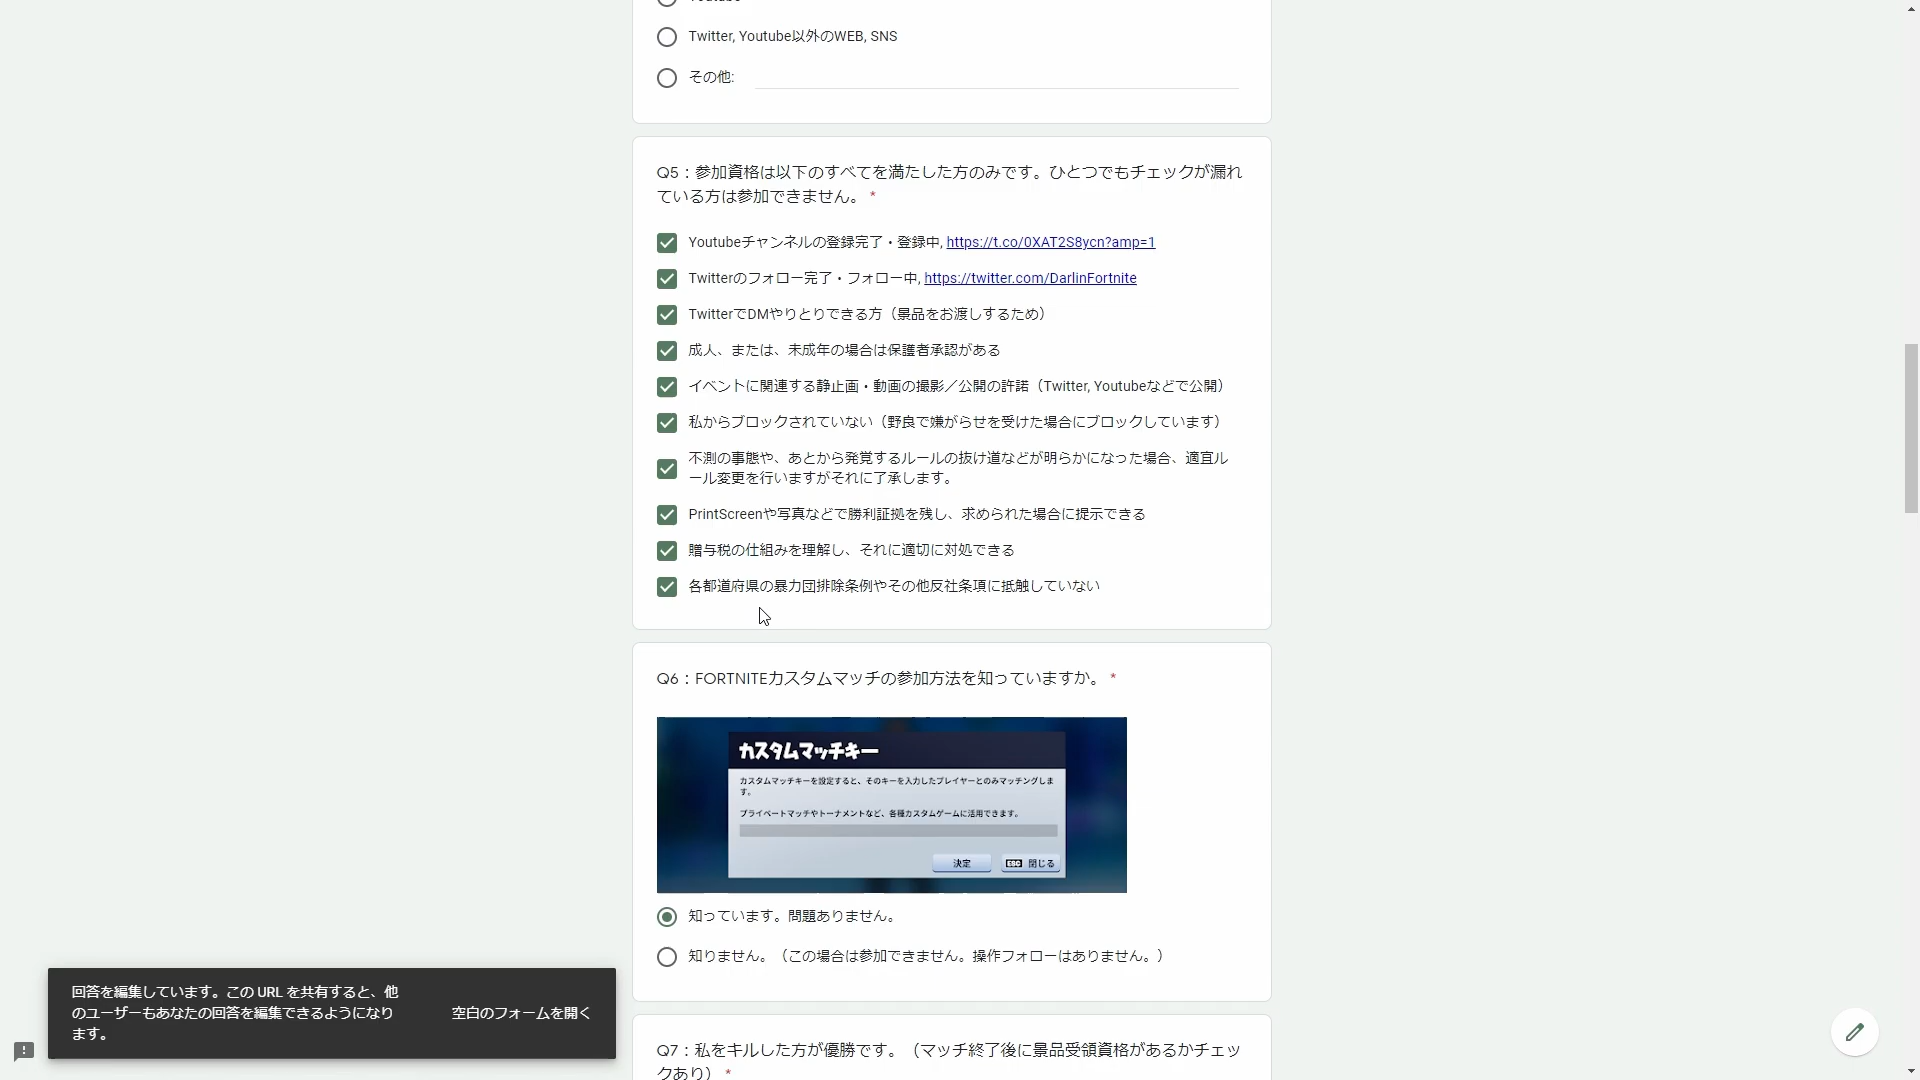 Twitter, Youtube以外のWEB, SNS
その他:
Q5：参加資格は以下のすべてを満たした方のみです。ひとつでもチェックが漏れ
ている方は参加できません。 *
Youtubeチャンネルの登録完了・登録中, https://t.co/0XAT2S8ycn?amp=1
Twitterのフォロー完了・フォロー中, https://twitter.com/DarlinFortnite
TwitterでDMやりとりできる方（景品をお渡しするため）
成人、または、未成年の場合は保護者承認がある
イベントに関連する静止画・動画の撮影／公開の許諾（Twitter, Youtubeなどで公開）
私からブロックされていない（野良で嫌がらせを受けた場合にブロックしています）
不測の事態や、あとから発覚するルールの抜け道などが明らかになった場合、適宜ル
ール変更を行いますがそれに了承します。
PrintScreenや写真などで勝利証拠を残し、求められた場合に提示できる
贈与税の仕組みを理解し、それに適切に対処できる
各都道府県の暴力団排除条例やその他反社条項に抵触していない
Q6：FORTNITEカスタムマッチの参加方法を知っていますか。 *
カスタムマッチキー
カスタムマッチキーを設定すると、そのキーを入力したプレイヤーとのみマッチングしま
す。
プライベートマッチやトーナメントなど、各種カスタムゲームに活用できます。
決定
ESC 閉じる
知っています。問題ありません。
知りません。（この場合は参加できません。操作フォローはありません。）
回答を編集しています。この URL を共有すると、他
のユーザーもあなたの回答を編集できるようになり
ます。
空白のフォームを開く
Q7：私をキルした方が優勝です。（マッチ終了後に景品受領資格があるかチェッ
クあり） *